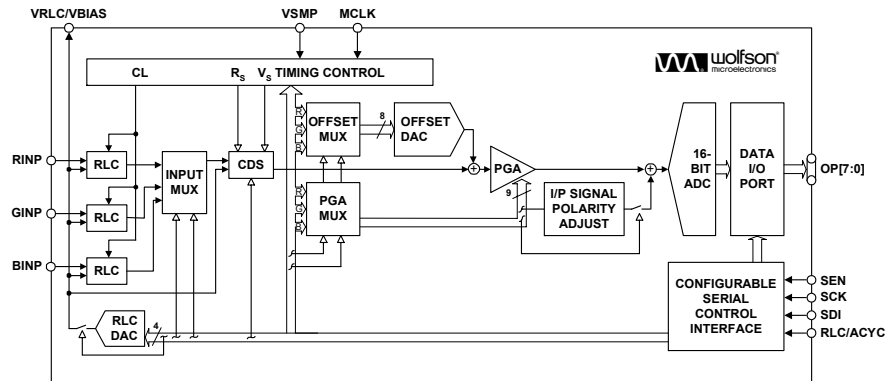 VRLC/VBIAS
VSMP
MCLK
CL
RS
VS TIMING CONTROL
wolfson
microelectronics
R
G
B
OFFSET
MUX
8
OFFSET
DAC
RINP
RLC
INPUT
MUX
CDS
PGA
16-
BIT
ADC
DATA
I/O
PORT
OP[7:0]
GINP
RLC
R
G
B
PGA
MUX
9
I/P SIGNAL
POLARITY
ADJUST
BINP
RLC
CONFIGURABLE
SERIAL
CONTROL
INTERFACE
SEN
SCK
SDI
RLC/ACYC
RLC
DAC
4